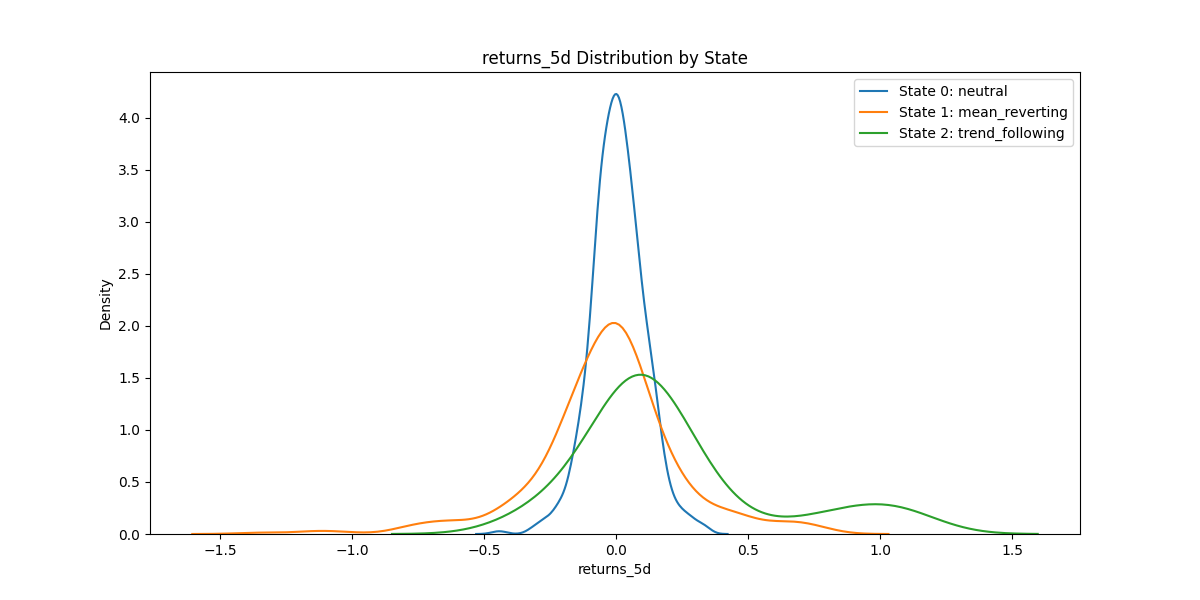 returns_5d Distribution by State
State 0: neutral
State 1: mean_reverting
State 2: trend_following
Density
4.0
3.5
3.0
2.5
2.0
1.5
1.0
0.5
0.0
−1.5 −1.0 −0.5 0.0 0.5 1.0 1.5
returns_5d